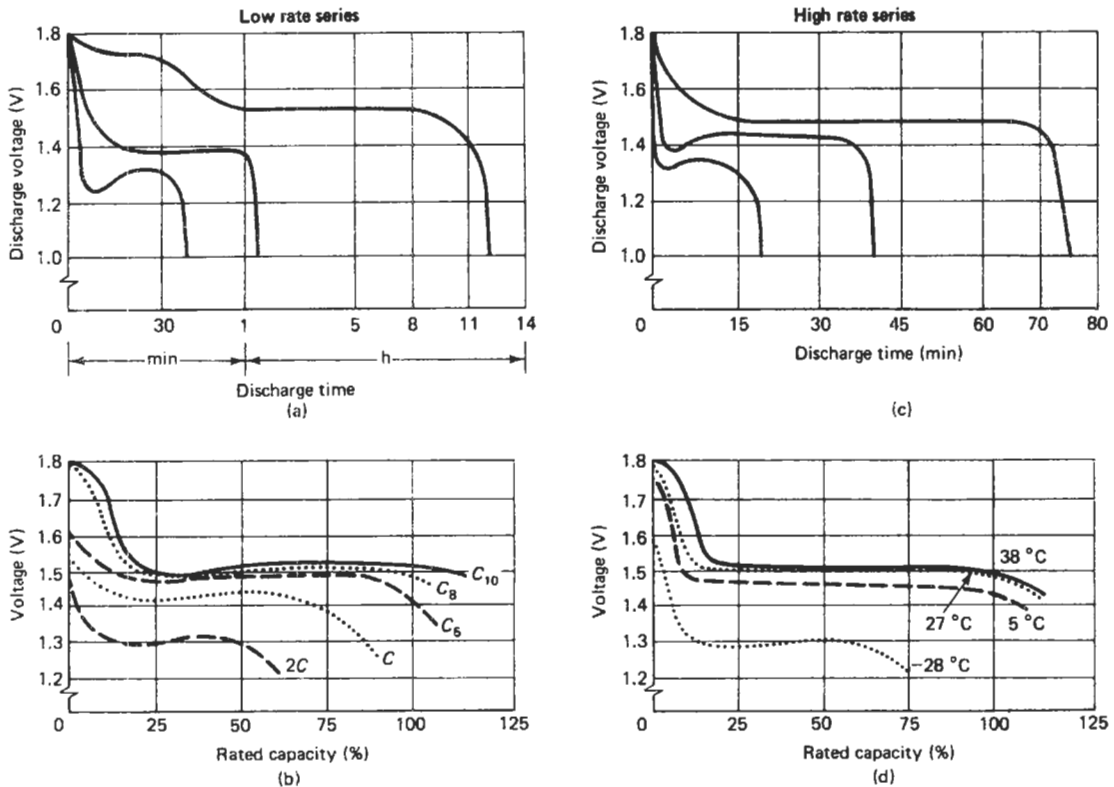 Low rate series
1.8
1.6
1.4
1.2
1.0
Discharge voltage (V)
0 30 1 5 8 11 14
min h
Discharge time
(a)
High rate series
1.8
1.6
1.4
1.2
1.0
Discharge voltage (V)
0 15 30 45 60 70 80
Discharge time (min)
(c)
1.8
1.7
1.6
1.5
1.4
1.3
1.2
Voltage (V)
C10
C8
C5
C
2C
0 25 50 75 100 125
Rated capacity (%)
(b)
1.8
1.7
1.6
1.5
1.4
1.3
1.2
Voltage (V)
38 °C
27 °C
5 °C
-28 °C
0 25 50 75 100 125
Rated capacity (%)
(d)